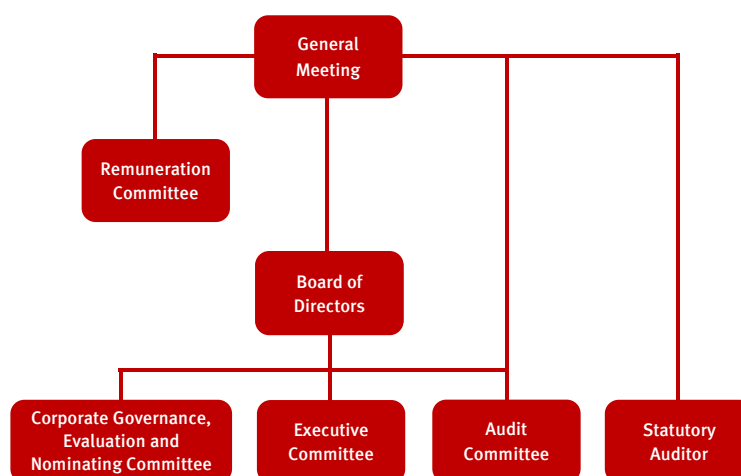 General
Meeting
Remuneration
Committee
Board of
Directors
Corporate Governance,
Evaluation and
Nominating Committee
Executive
Committee
Audit
Committee
Statutory
Auditor